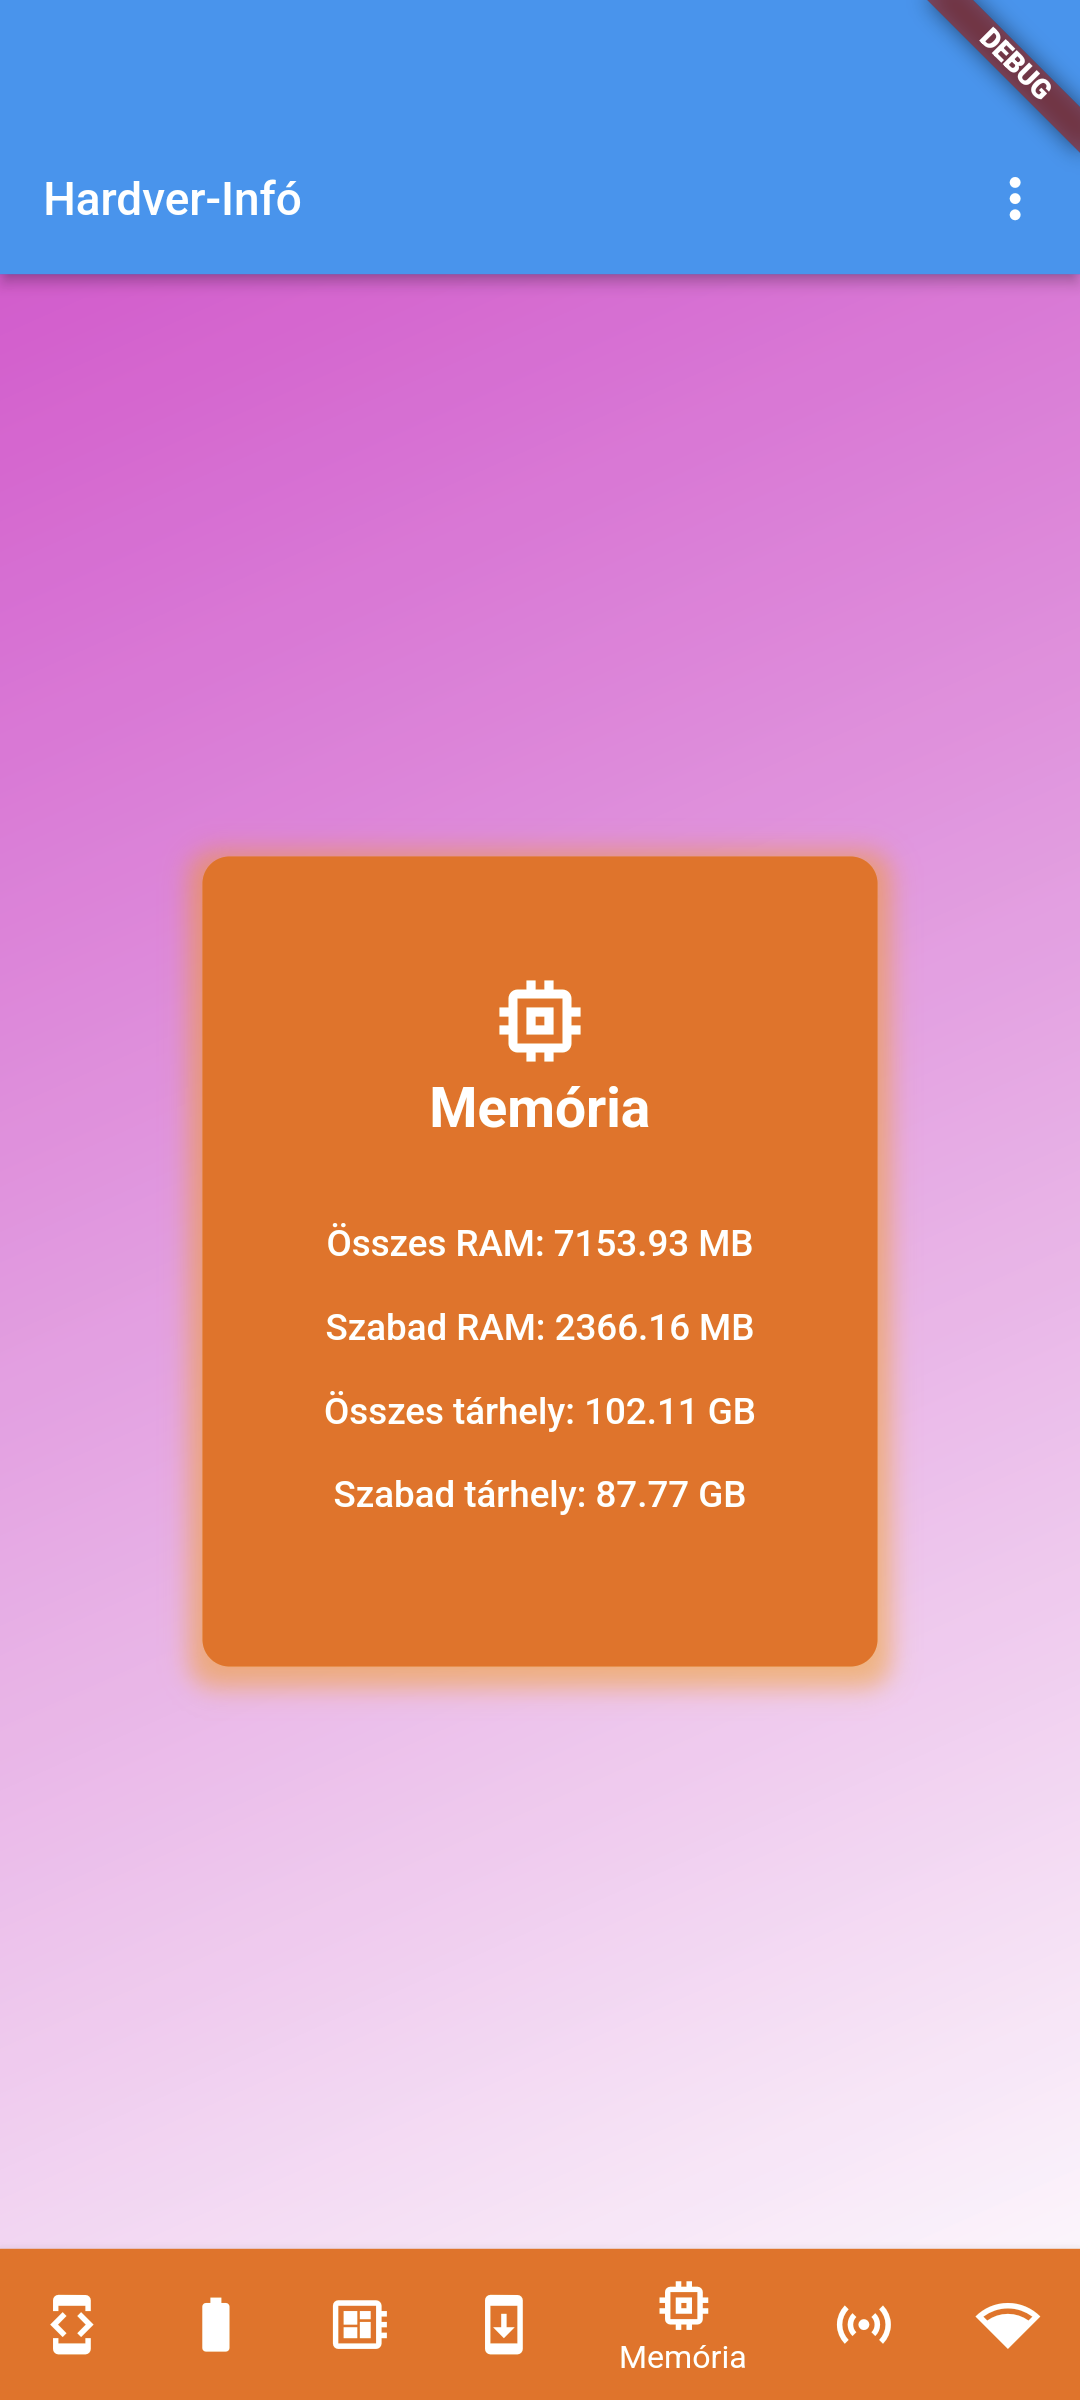 DEBUG
Hardver-Infó
Memória
Összes RAM: 7153.93 MB
Szabad RAM: 2366.16 MB
Összes tárhely: 102.11 GB
Szabad tárhely: 87.77 GB
Memória